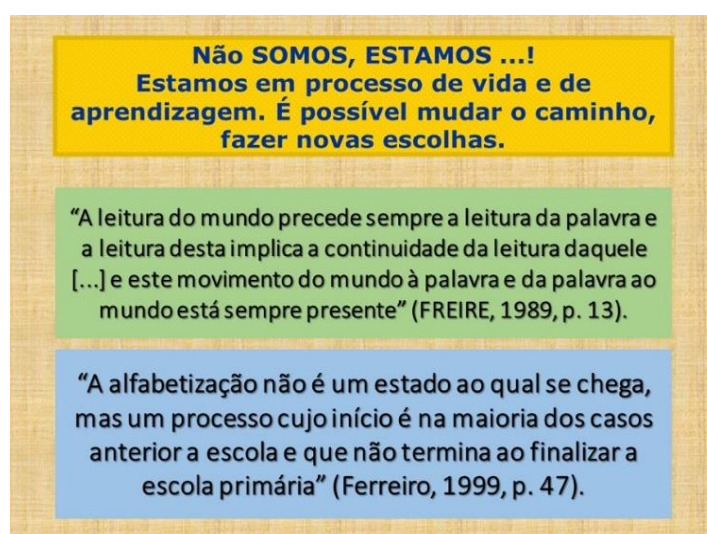 Não SOMOS, ESTAMOS ...!
Estamos em processo de vida e de
aprendizagem. É possível mudar o caminho,
fazer novas escolhas.
“A leitura do mundo precede sempre a leitura da palavra e
a leitura desta implica a continuidade da leitura daquele
[...] e este movimento do mundo à palavra e da palavra ao
mundo está sempre presente” (FREIRE, 1989, p. 13).
“A alfabetização não é um estado ao qual se chega,
mas um processo cujo início é na maioria dos casos
anterior a escola e que não termina ao finalizar a
escola primária” (Ferreiro, 1999, p. 47).